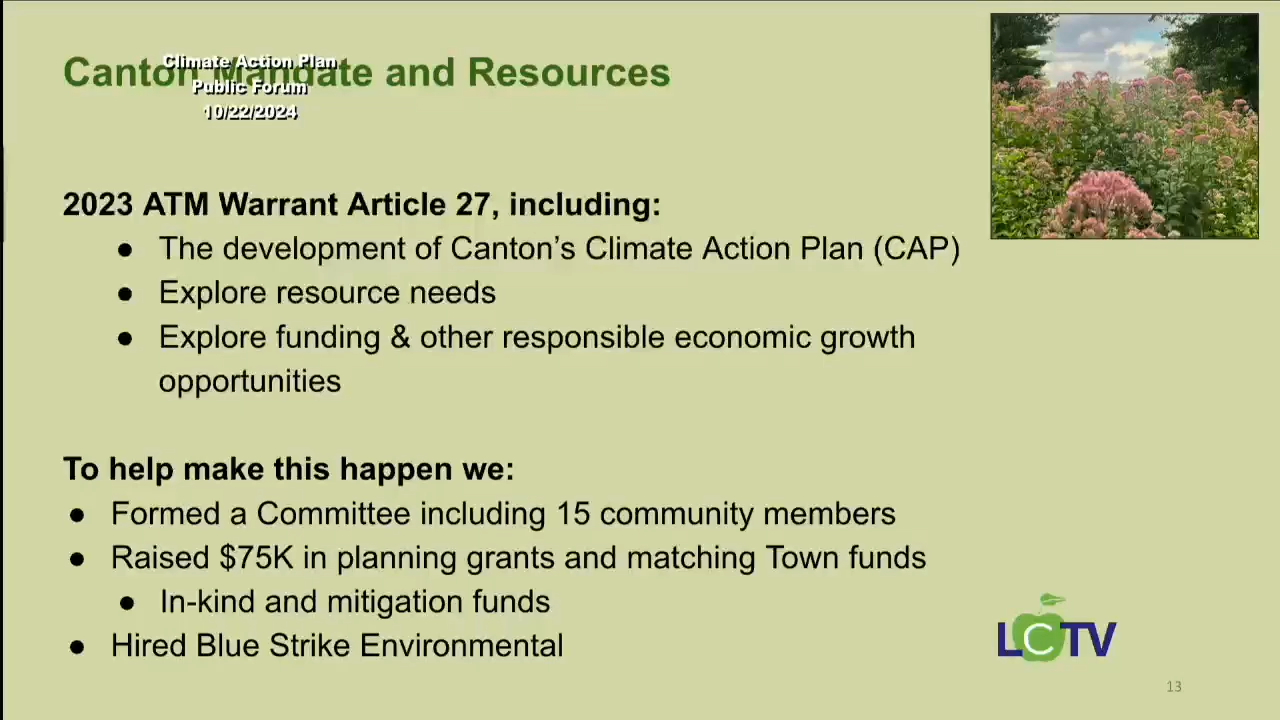 Canton Mandate and Resources
Climate Action Plan
Public Forum
10/22/2024
2023 ATM Warrant Article 27, including:
● The development of Canton’s Climate Action Plan (CAP)
● Explore resource needs
● Explore funding & other responsible economic growth
opportunities
To help make this happen we:
● Formed a Committee including 15 community members
● Raised $75K in planning grants and matching Town funds
● In-kind and mitigation funds
● Hired Blue Strike Environmental
LCTV
13